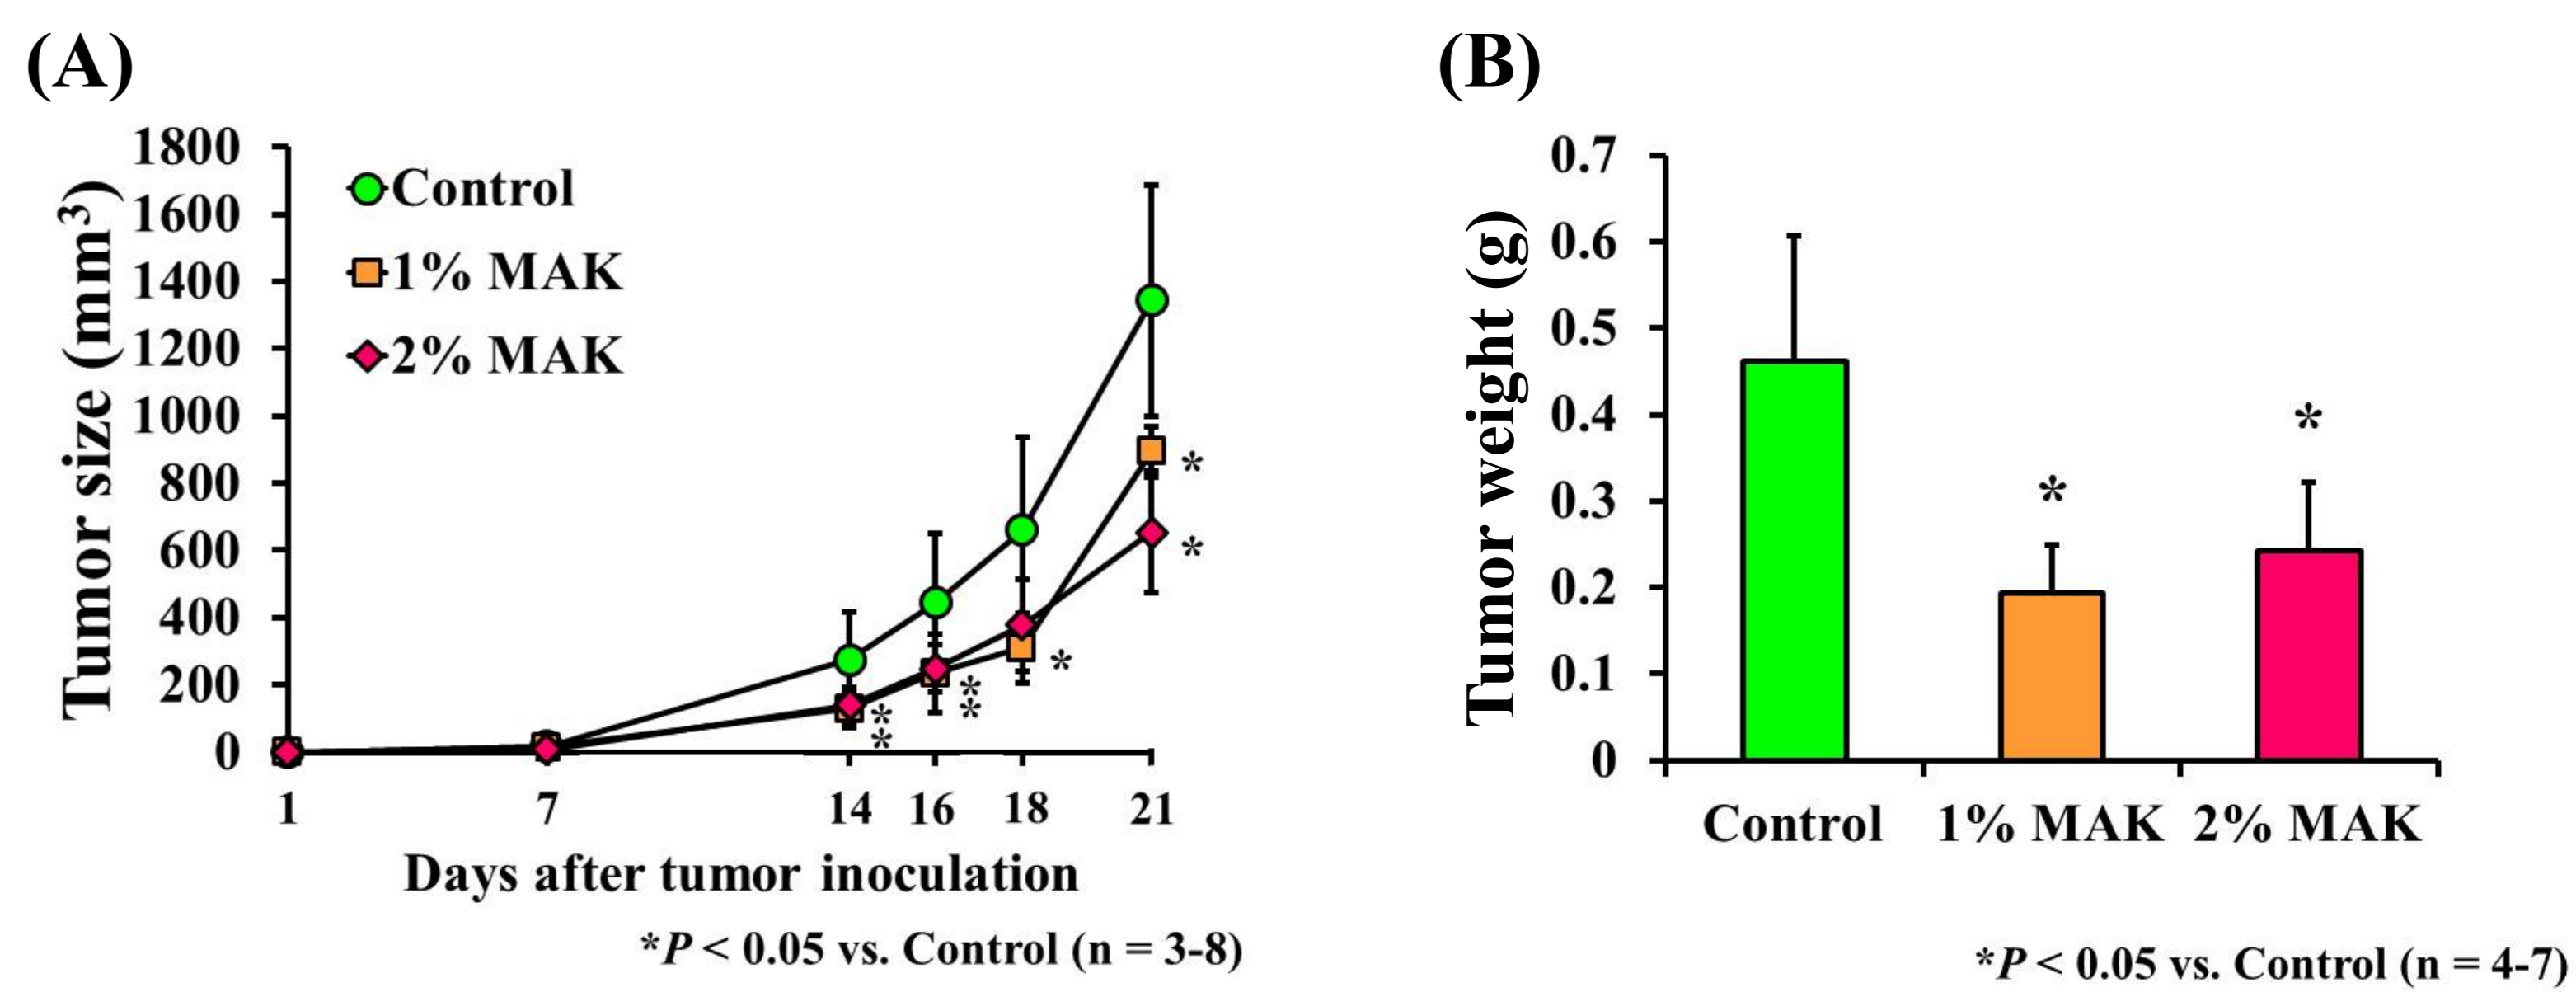 (A)
Tumor size (mm³)
1800
1600
1400
1200
1000
800
600
400
200
0
Control
1% MAK
2% MAK
*
*
*
*
*
*
*
1 7 14 16 18 21
Days after tumor inoculation
*P < 0.05 vs. Control (n = 3-8)
(B)
Tumor weight (g)
0.7
0.6
0.5
0.4
0.3
0.2
0.1
0
*
*
Control 1% MAK 2% MAK
*P < 0.05 vs. Control (n = 4-7)